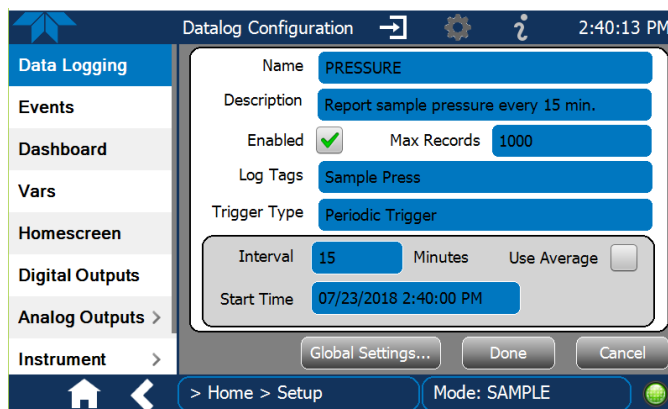 Datalog Configuration 2:40:13 PM
Data Logging
Events
Dashboard
Vars
Homescreen
Digital Outputs
Analog Outputs >
Instrument >
Name PRESSURE
Description Report sample pressure every 15 min.
Enabled Max Records 1000
Log Tags Sample Press
Trigger Type Periodic Trigger
Interval 15 Minutes Use Average
Start Time 07/23/2018 2:40:00 PM
Global Settings... Done Cancel
> Home > Setup Mode: SAMPLE